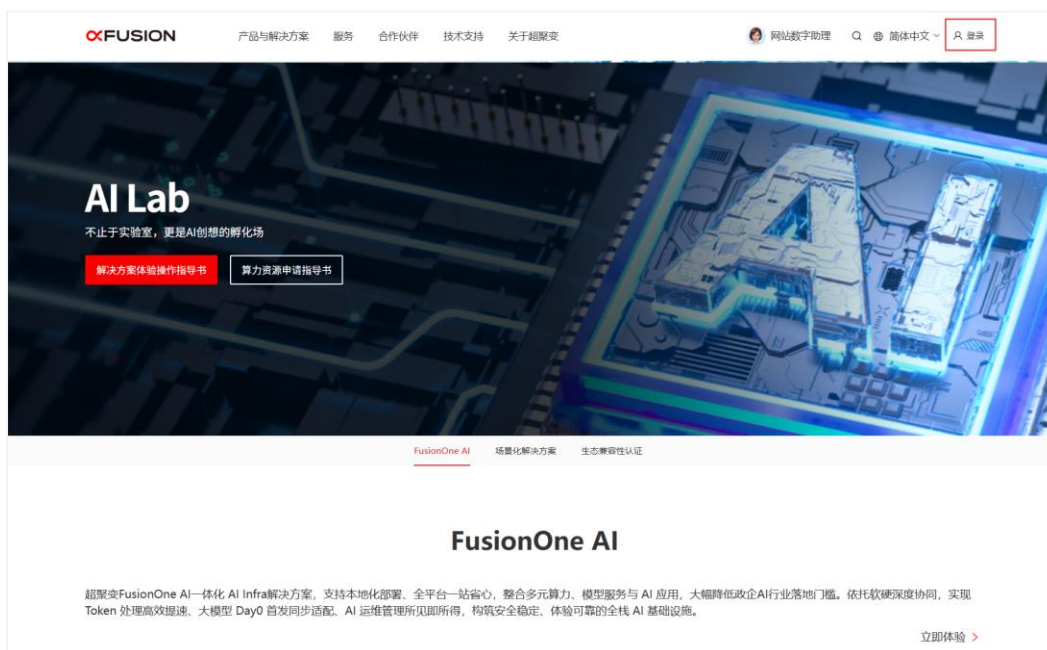 XFUSION 产品与解决方案 服务 合作伙伴 技术支持 关于超聚变 网站数字助理 简体中文 登录
AI
AI Lab
不止于实验室，更是AI创想的孵化场
解决方案体验操作指导书 算力资源申请指导书
FusionOne AI 场景化解决方案 生态兼容性认证
FusionOne AI
超聚变FusionOne AI一体化 AI Infra解决方案，支持本地化部署、全平台一站省心，整合多元算力、模型服务与 AI 应用，大幅降低政企AI行业落地门槛。依托软硬深度协同，实现
Token 处理高效提速、大模型 Day0 首发同步适配、AI 运维管理所见即所得，构筑安全稳定、体验可靠的全栈 AI 基础设施。
立即体验 >